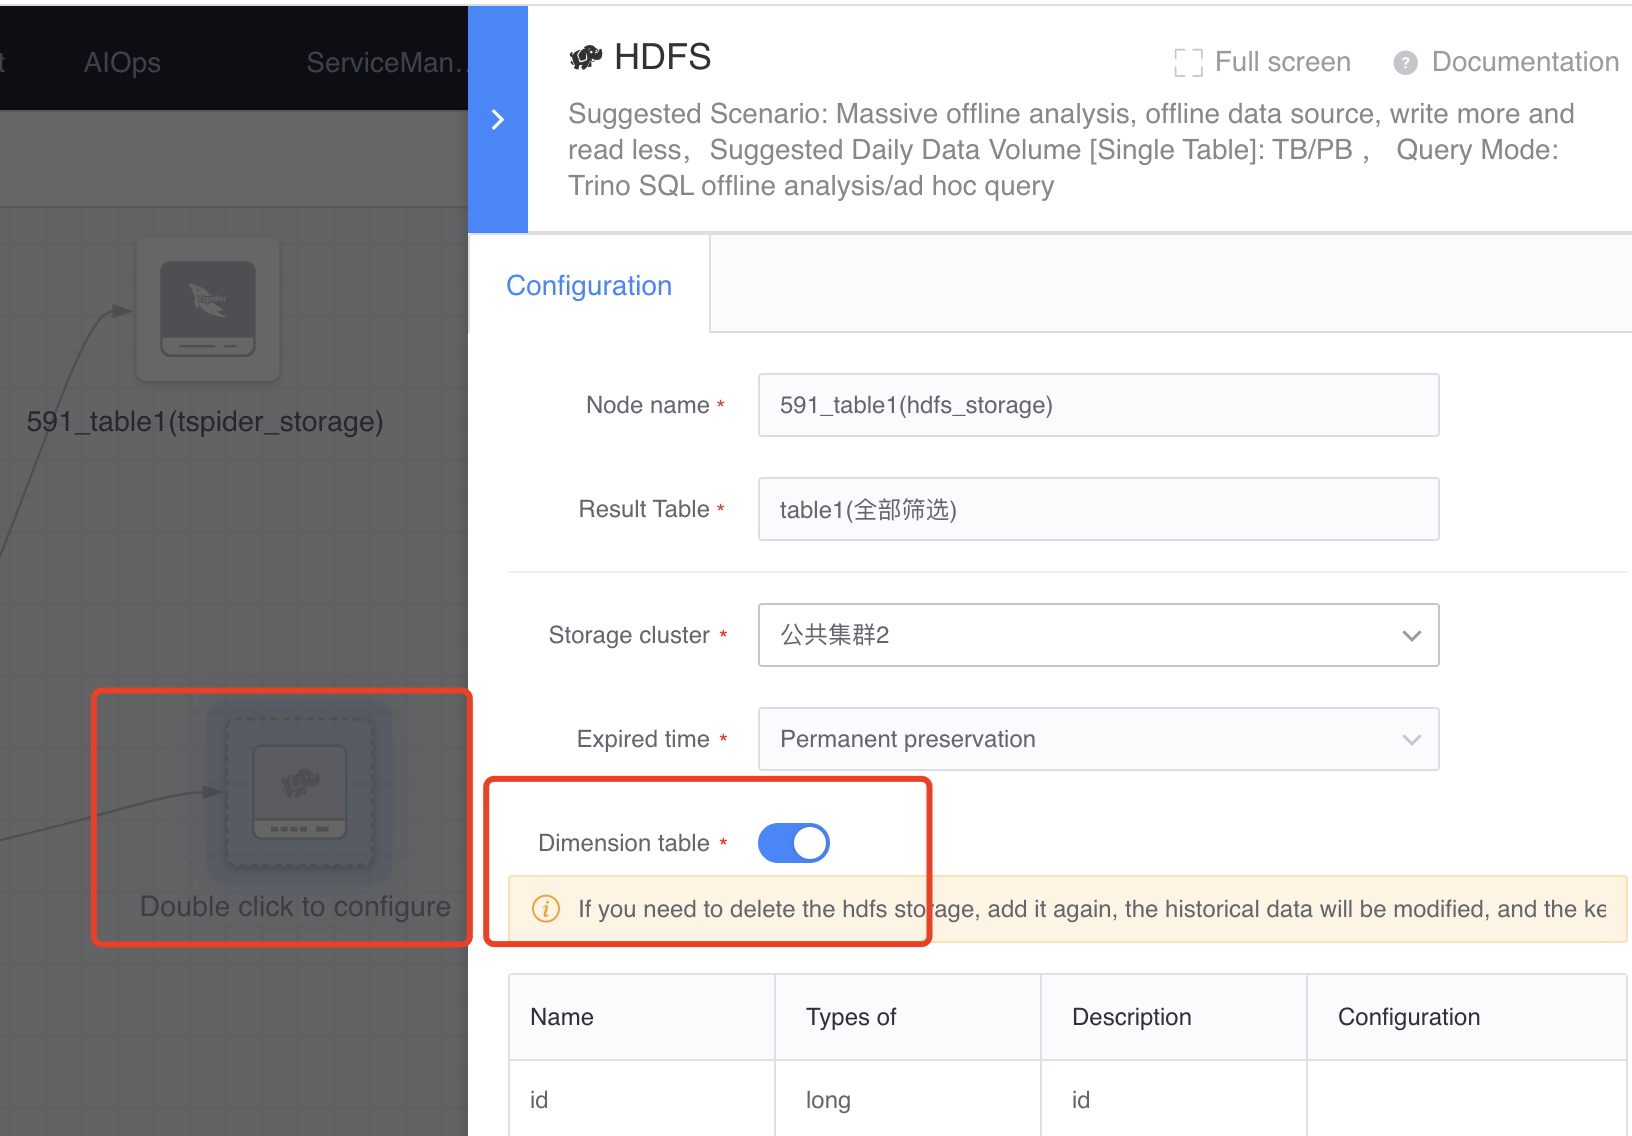 t
AIOps
ServiceMan..
HDFS
Full screen
Documentation
Suggested Scenario: Massive offline analysis, offline data source, write more and
read less，Suggested Daily Data Volume [Single Table]: TB/PB， Query Mode:
Trino SQL offline analysis/ad hoc query
Configuration
tspider
591_table1(tspider_storage)
Node name *
591_table1(hdfs_storage)
Result Table *
table1(全部筛选)
Storage cluster *
公共集群2
Expired time *
Permanent preservation
Dimension table *
Double click to configure
If you need to delete the hdfs storage, add it again, the historical data will be modified, and the ke
Name
Types of
Description
Configuration
id
long
id